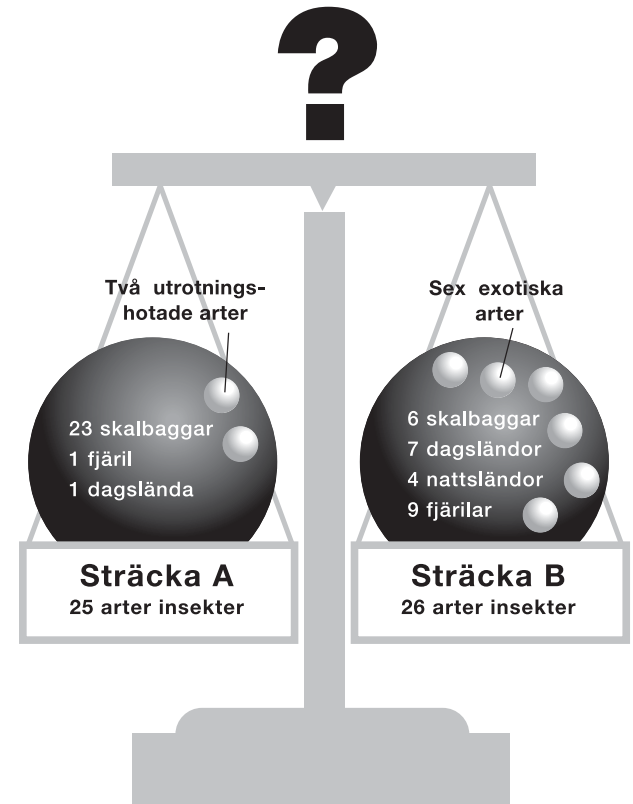 ?
Två utrotnings-
hotade arter
23 skalbaggar
1 fjäril
1 dagslända
Sträcka A
25 arter insekter
Sex exotiska
arter
6 skalbaggar
7 dagsländor
4 nattsländor
9 fjärilar
Sträcka B
26 arter insekter